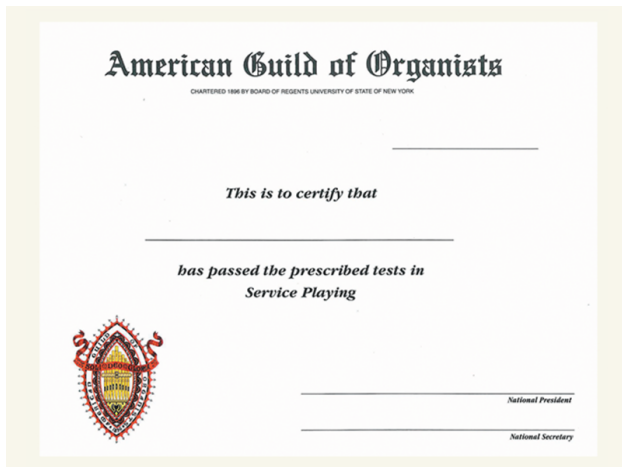 American Guild of Organists
CHARTERED 1896 BY BOARD OF REGENTS UNIVERSITY OF STATE OF NEW YORK
This is to certify that
has passed the prescribed tests in
Service Playing
National President
National Secretary